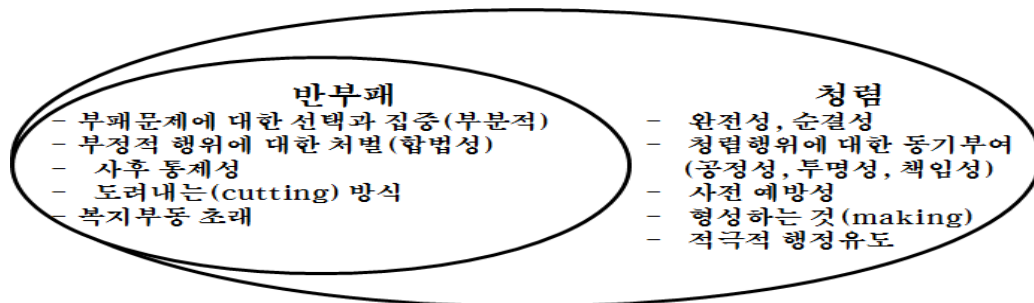 반부패
- 부패문제에 대한 선택과 집중(부분적)
- 부정적 행위에 대한 처벌(합법성)
- 사후 통제성
- 도려내는(cutting) 방식
- 복지부동 초래
청렴
- 완전성, 순결성
- 청렴행위에 대한 동기부여
(공정성, 투명성, 책임성)
- 사전 예방성
- 형성하는 것(making)
- 적극적 행정유도